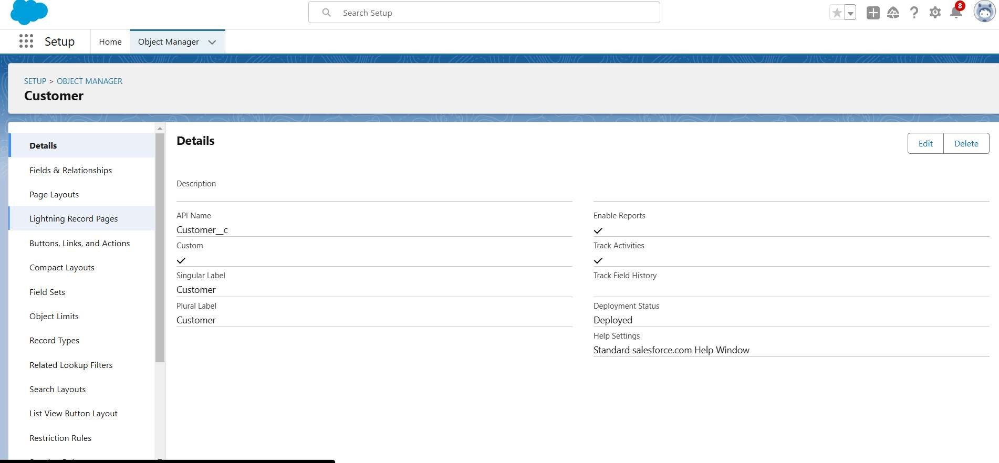 Search Setup
8
Setup
Home
Object Manager
SETUP > OBJECT MANAGER
Customer
Details
Fields & Relationships
Page Layouts
Lightning Record Pages
Buttons, Links, and Actions
Compact Layouts
Field Sets
Object Limits
Record Types
Related Lookup Filters
Search Layouts
List View Button Layout
Restriction Rules
Details
Edit
Delete
Description
API Name
Customer__c
Custom
Singular Label
Customer
Plural Label
Customer
Enable Reports
Track Activities
Track Field History
Deployment Status
Deployed
Help Settings
Standard salesforce.com Help Window